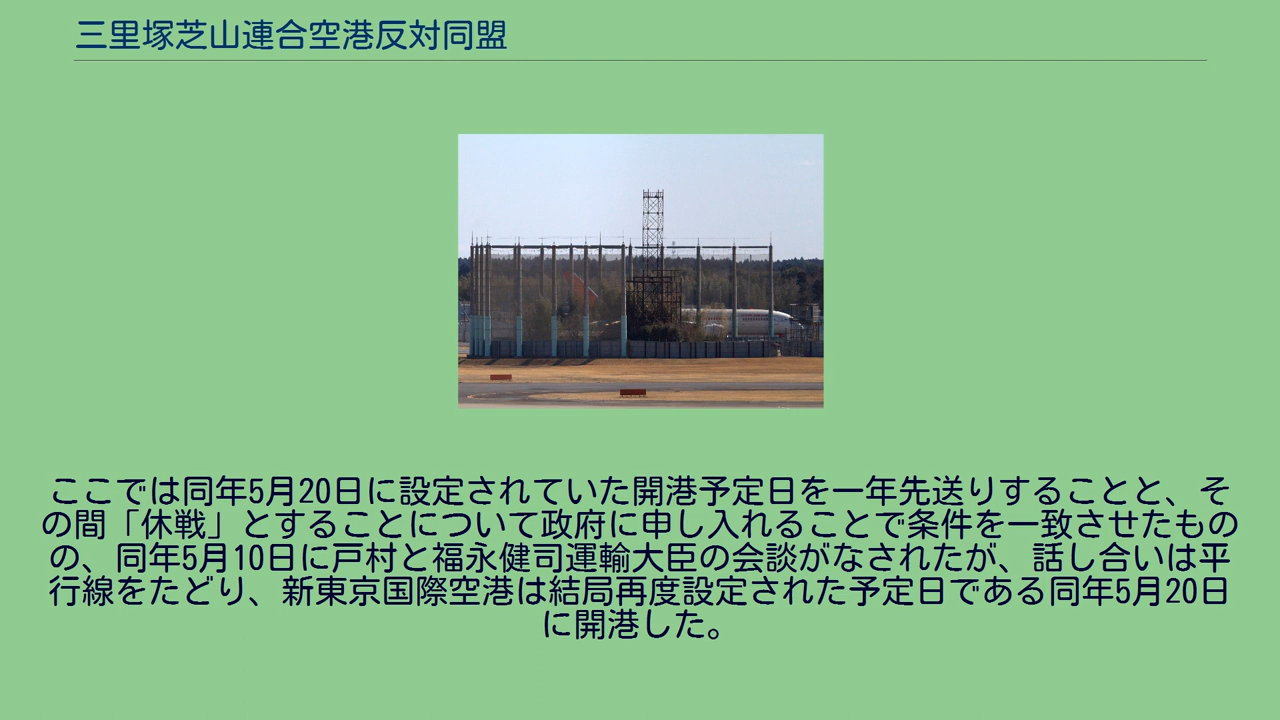 三里塚芝山連合空港反対同盟
ここでは同年5月20日に設定されていた開港予定日を一年先送りすることと、そ
の間「休戦」とすることについて政府に申し入れることで条件を一致させたもの
の、同年5月10日に戸村と福永健司運輸大臣の会談がなされたが、話し合いは平
行線をたどり、新東京国際空港は結局再度設定された予定日である同年5月20日
に開港した。